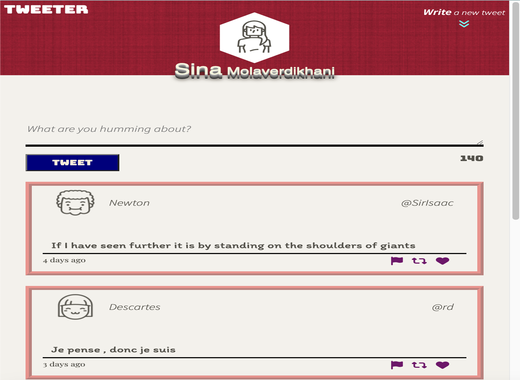 TWEETER
Write a new tweet
Sina Molaverdikhani
What are you humming about?
TWEET
140
Newton @SirIsaac
If I have seen further it is by standing on the shoulders of giants
4 days ago
Descartes @rd
Je pense , donc je suis
3 days ago